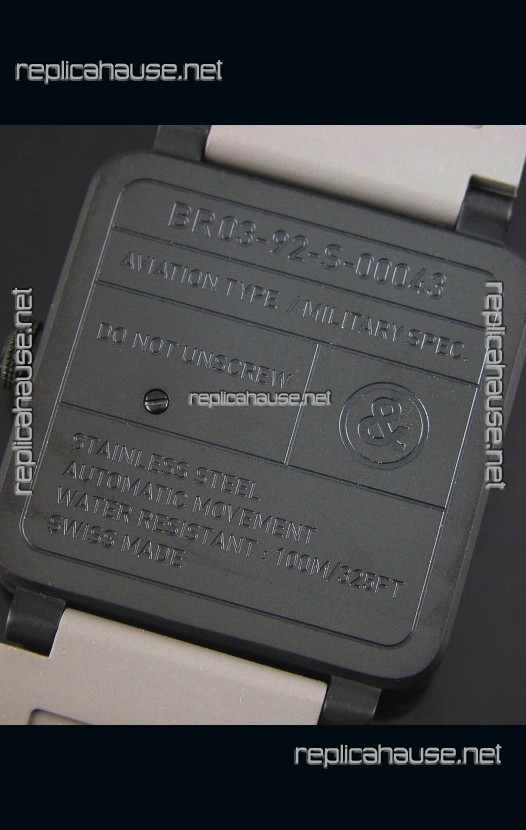 replicahause.net
BR03-92-S-00043
AVIATION TYPE / MILITARY SPEC.
DO NOT UNSCREW
&
replicahause.net
replicahause.net
replicahause.net
STAINLESS STEEL
AUTOMATIC MOVEMENT
WATER RESISTANT : 100M/325FT
SWISS MADE
replicahause.net